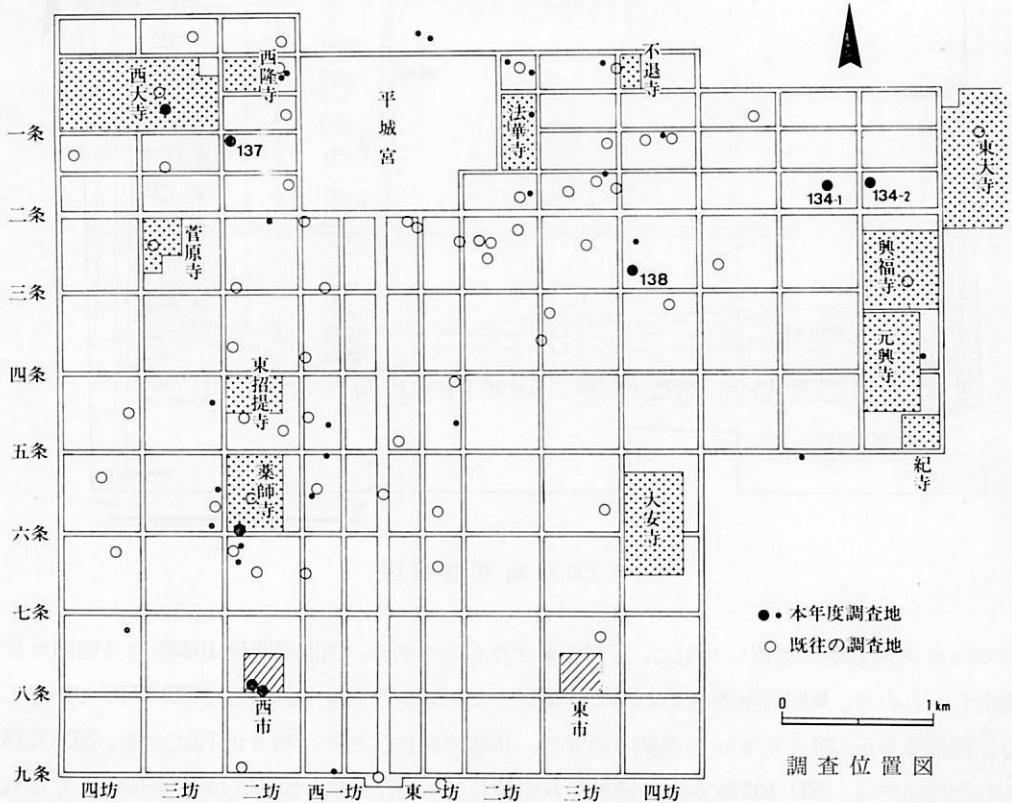 西大寺
西隆寺
平城宮
法華寺
不退寺
東大寺
一条
137
134-1
134-2
二条
菅原寺
138
興福寺
三条
元興寺
四条
東招提寺
五条
薬師寺
大安寺
紀寺
六条
七条
●・本年度調査地
○ 既往の調査地
八条
西市
東市
0 1km
調査位置図
九条
四坊 三坊 二坊 西一坊 東一坊 二坊 三坊 四坊